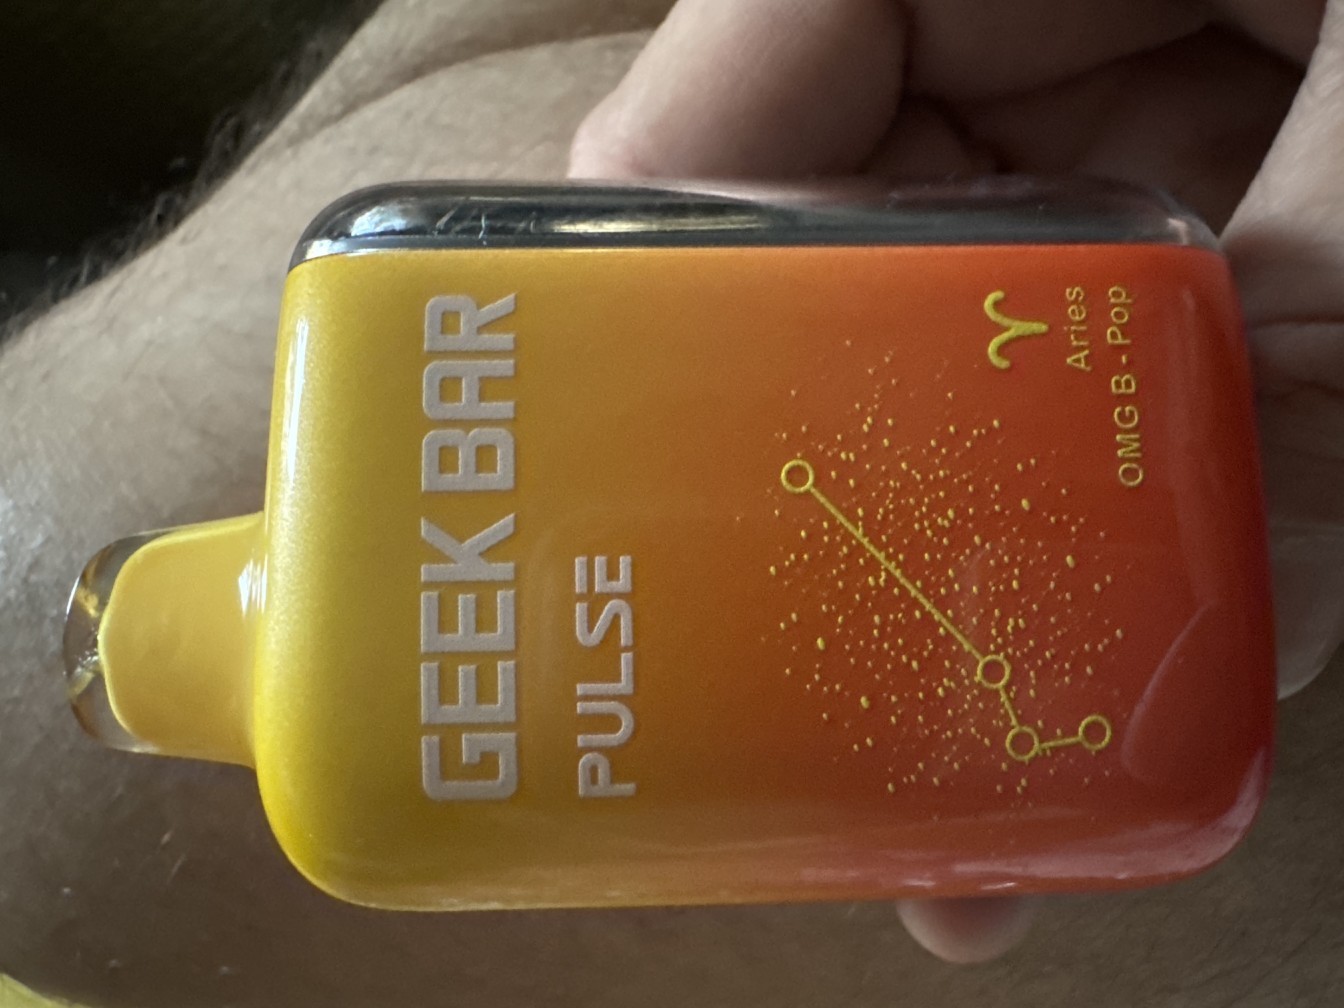 GEEK BAR
PULSE
Aries
OMG B - Pop